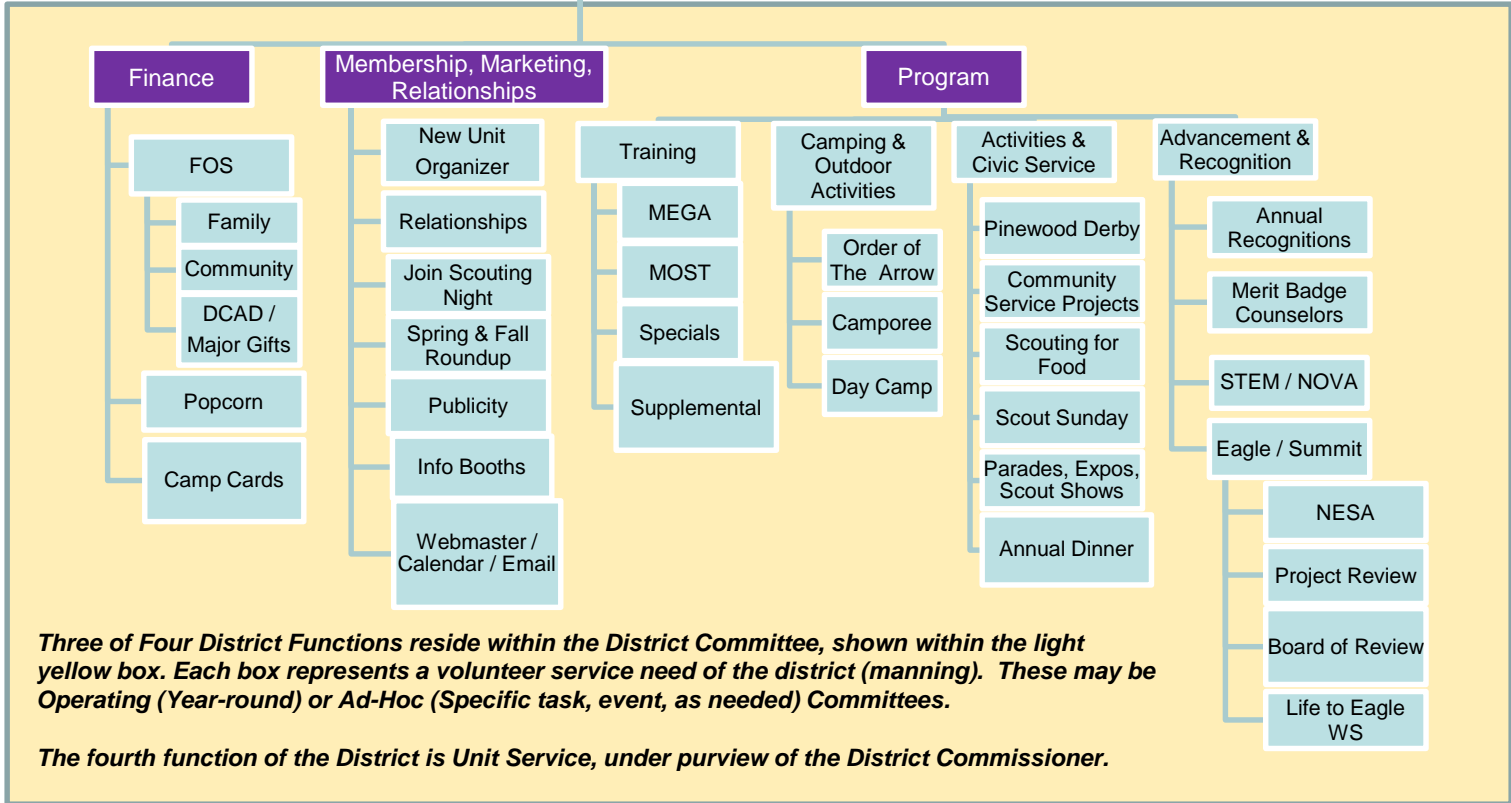 Finance
FOS
Family
Community
DCAD /
Major Gifts
Popcorn
Camp Cards
Membership, Marketing,
Relationships
New Unit
Organizer
Relationships
Join Scouting
Night
Spring & Fall
Roundup
Publicity
Info Booths
Webmaster /
Calendar / Email
Program
Training
MEGA
MOST
Specials
Supplemental
Camping &
Outdoor
Activities
Order of
The Arrow
Camporee
Day Camp
Activities &
Civic Service
Pinewood Derby
Community
Service Projects
Scouting for
Food
Scout Sunday
Parades, Expos,
Scout Shows
Annual Dinner
Advancement &
Recognition
Annual
Recognitions
Merit Badge
Counselors
STEM / NOVA
Eagle / Summit
NESA
Project Review
Board of Review
Life to Eagle
WS
Three of Four District Functions reside within the District Committee, shown within the light
yellow box. Each box represents a volunteer service need of the district (manning). These may be
Operating (Year-round) or Ad-Hoc (Specific task, event, as needed) Committees.
The fourth function of the District is Unit Service, under purview of the District Commissioner.